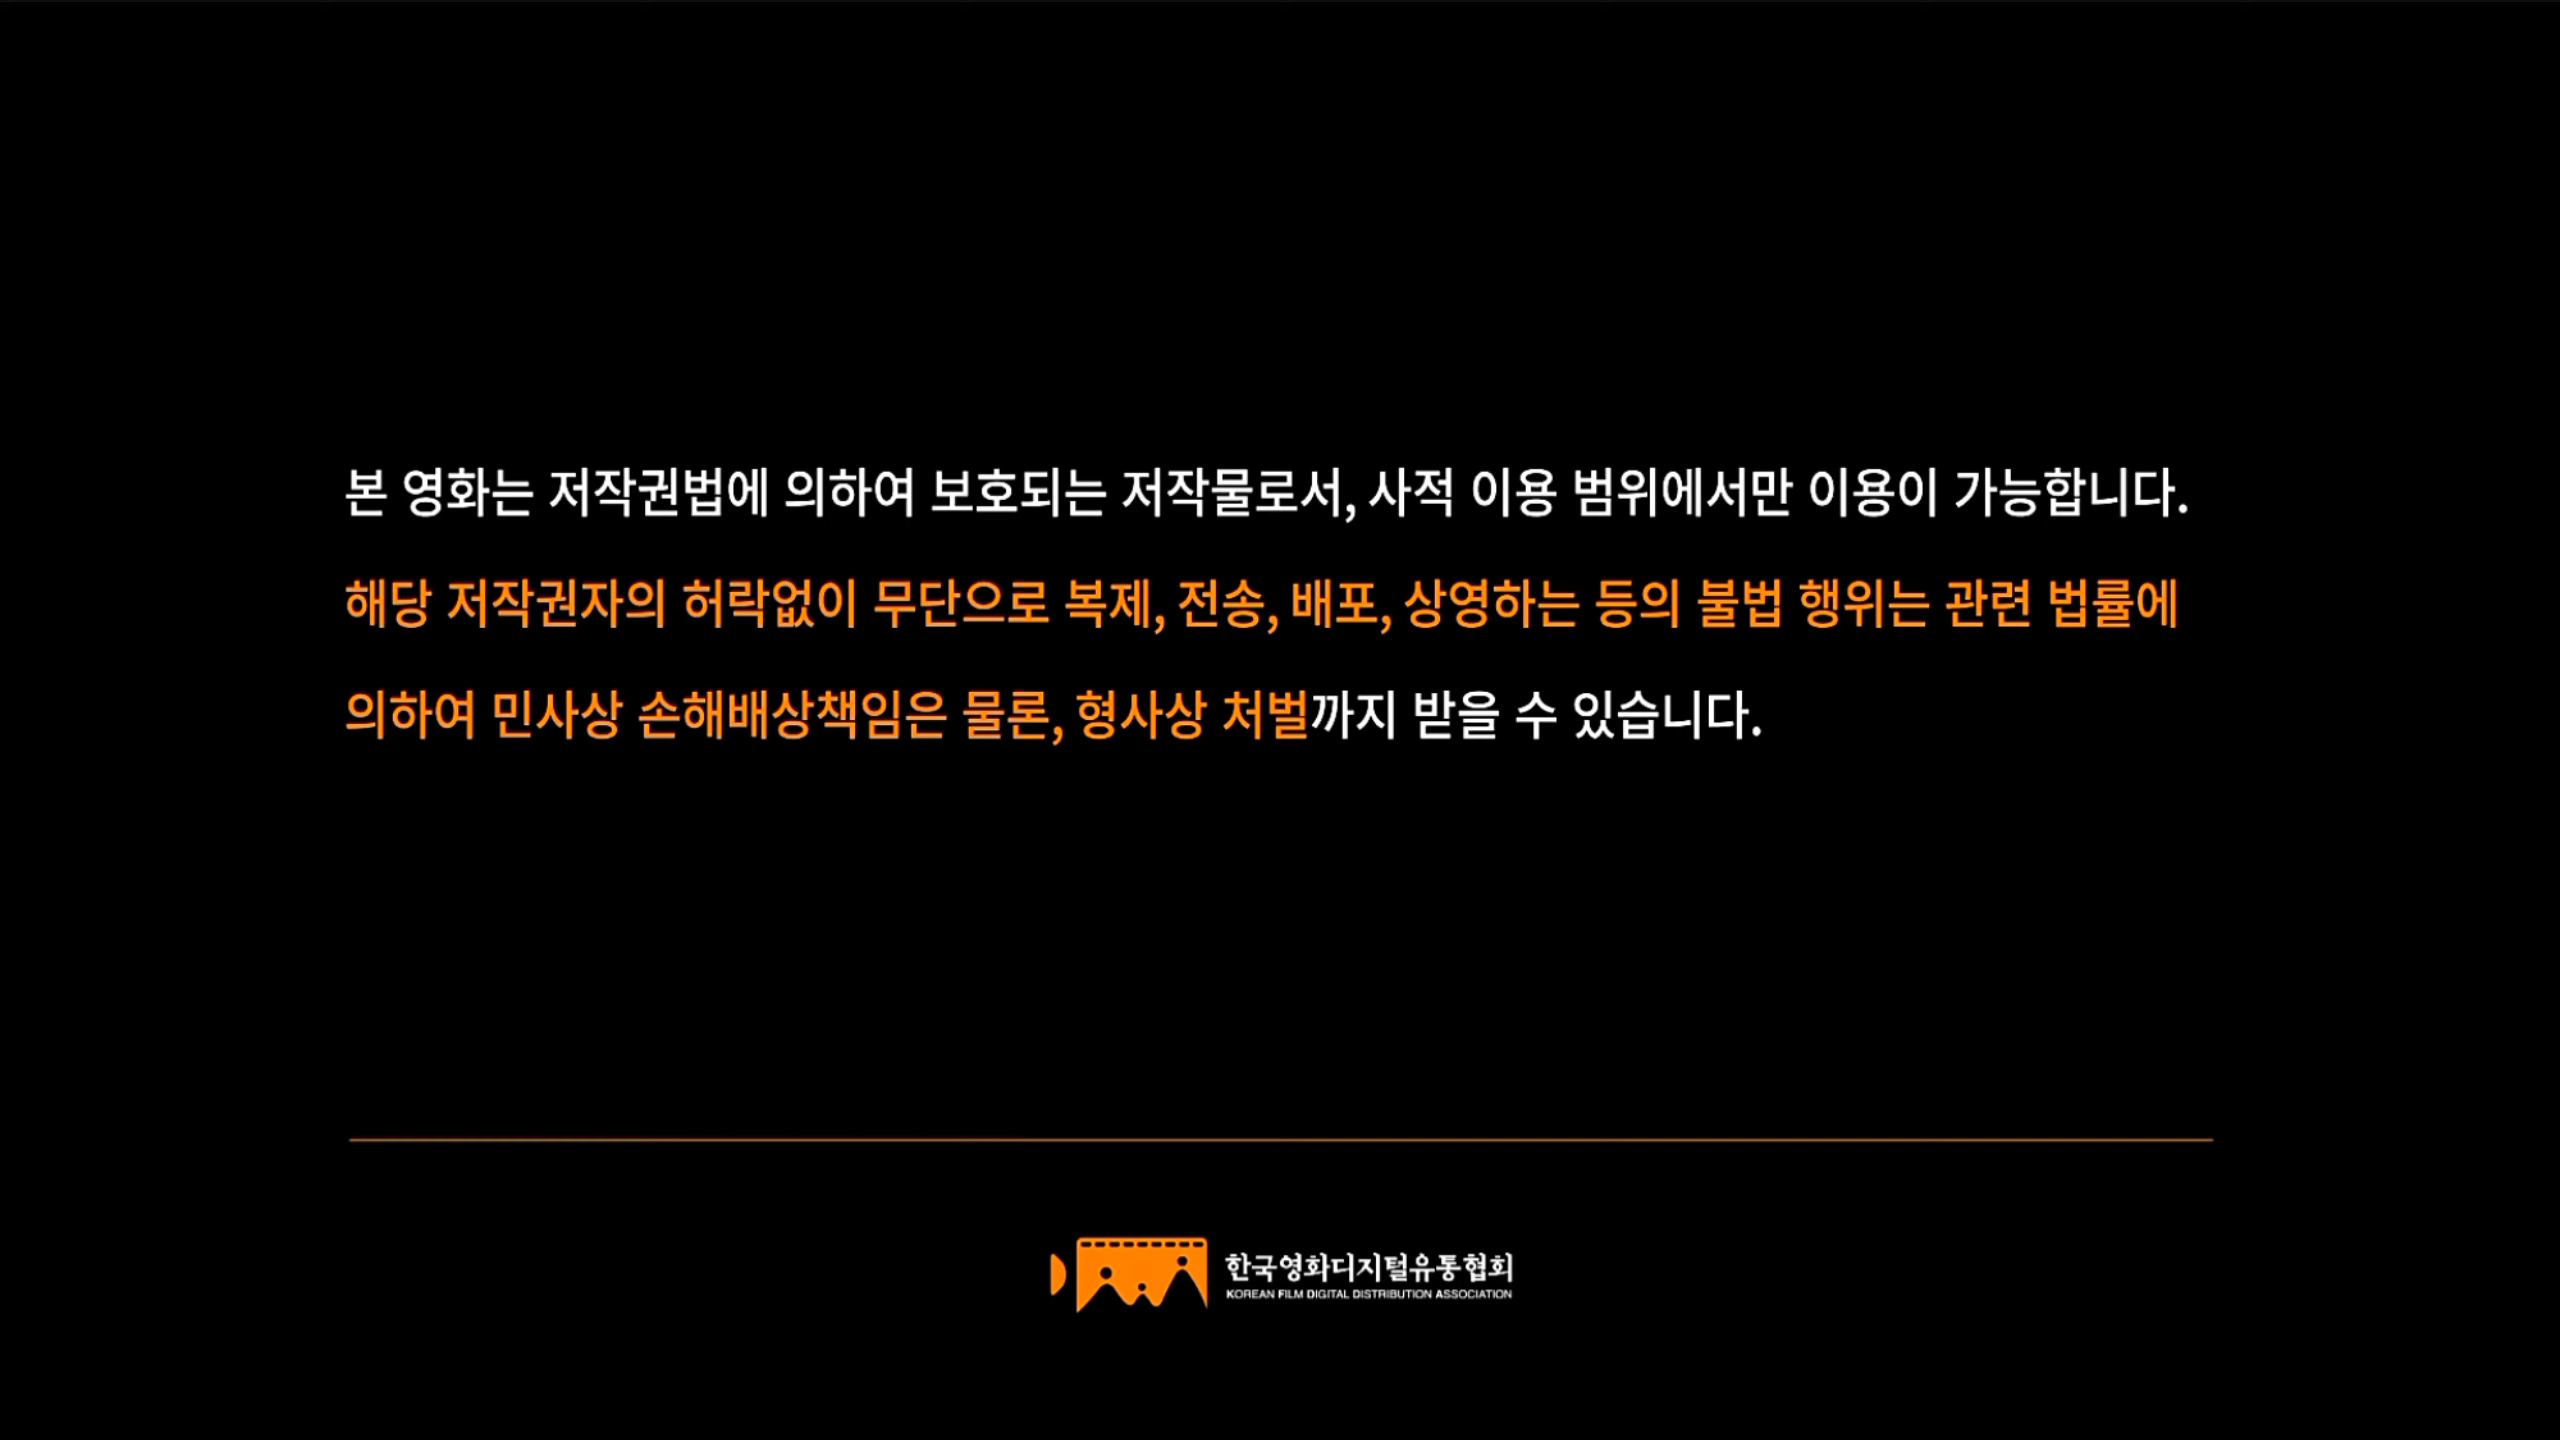 본 영화는 저작권법에 의하여 보호되는 저작물로서, 사적 이용 범위에서만 이용이 가능합니다.
해당 저작권자의 허락없이 무단으로 복제, 전송, 배포, 상영하는 등의 불법 행위는 관련 법률에
의하여 민사상 손해배상책임은 물론, 형사상 처벌까지 받을 수 있습니다.
한국영화디지털유통협회
KOREAN FILM DIGITAL DISTRIBUTION ASSOCIATION